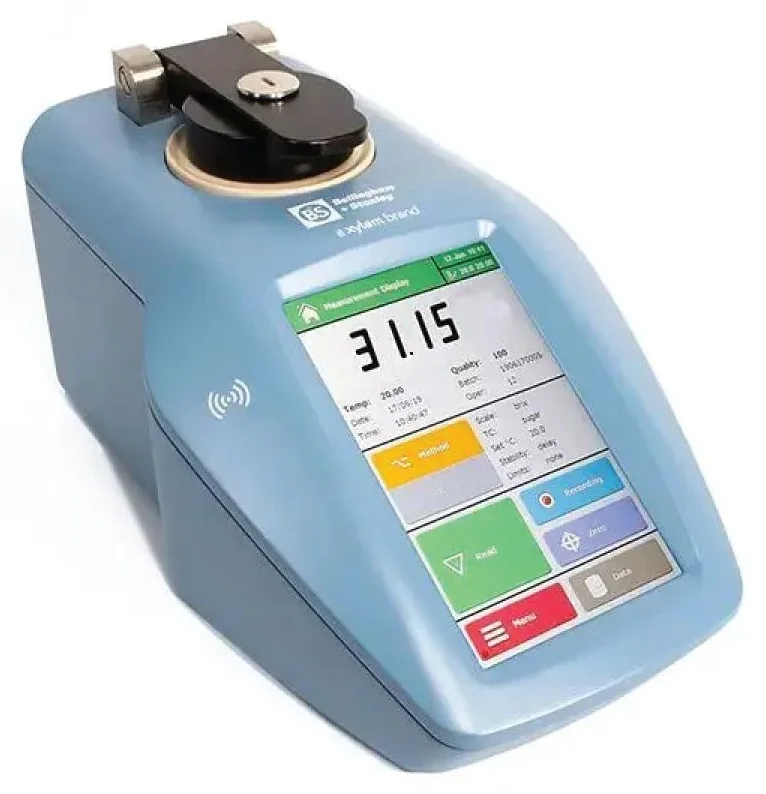 BS Bellingham
+ Stanley
a xylem brand
Measurement Display
31.15
Temp: 20.00 Quality: 100
Date: 17/06/19 Batch:
Time: 10:40:47 Oper: 12
Method
Scale: brix
TC: sugar
Set °C: 20.0
Stability: delay
Limits: none
Read
Recording
Zero
Menu
Data